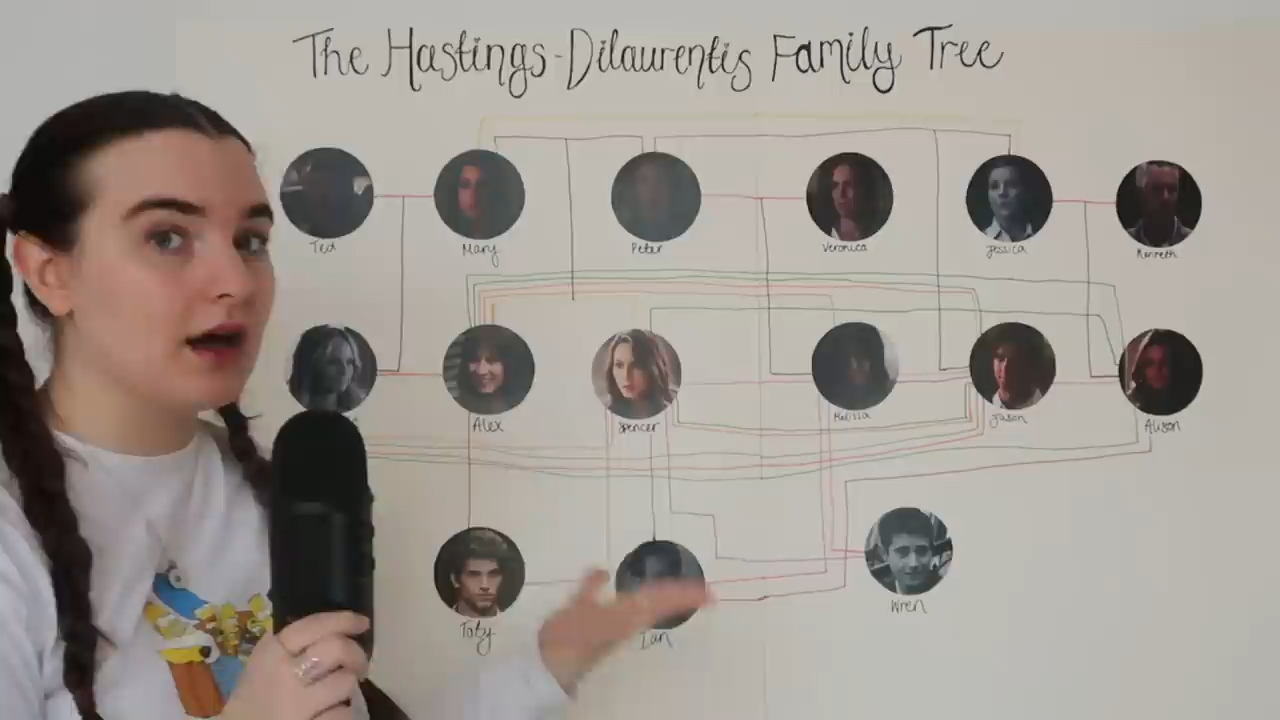 The Hastings-Dilaurentis Family Tree
Ted Mary Peter Veronica Jessica Kenneth
Alex Spencer Melissa Jason Alison
Toby Ian Wren